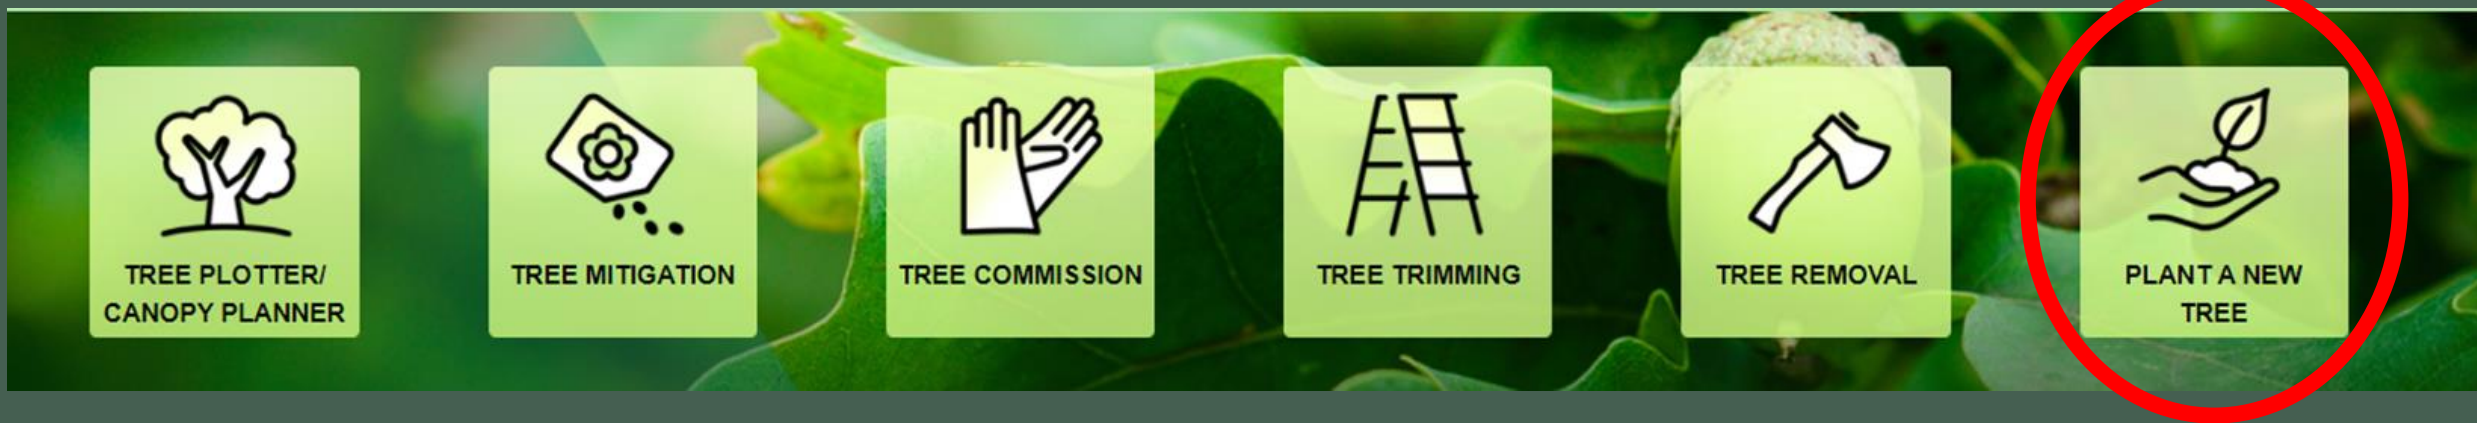 TREE PLOTTER/
CANOPY PLANNER
TREE MITIGATION
TREE COMMISSION
TREE TRIMMING
TREE REMOVAL
PLANT A NEW
TREE